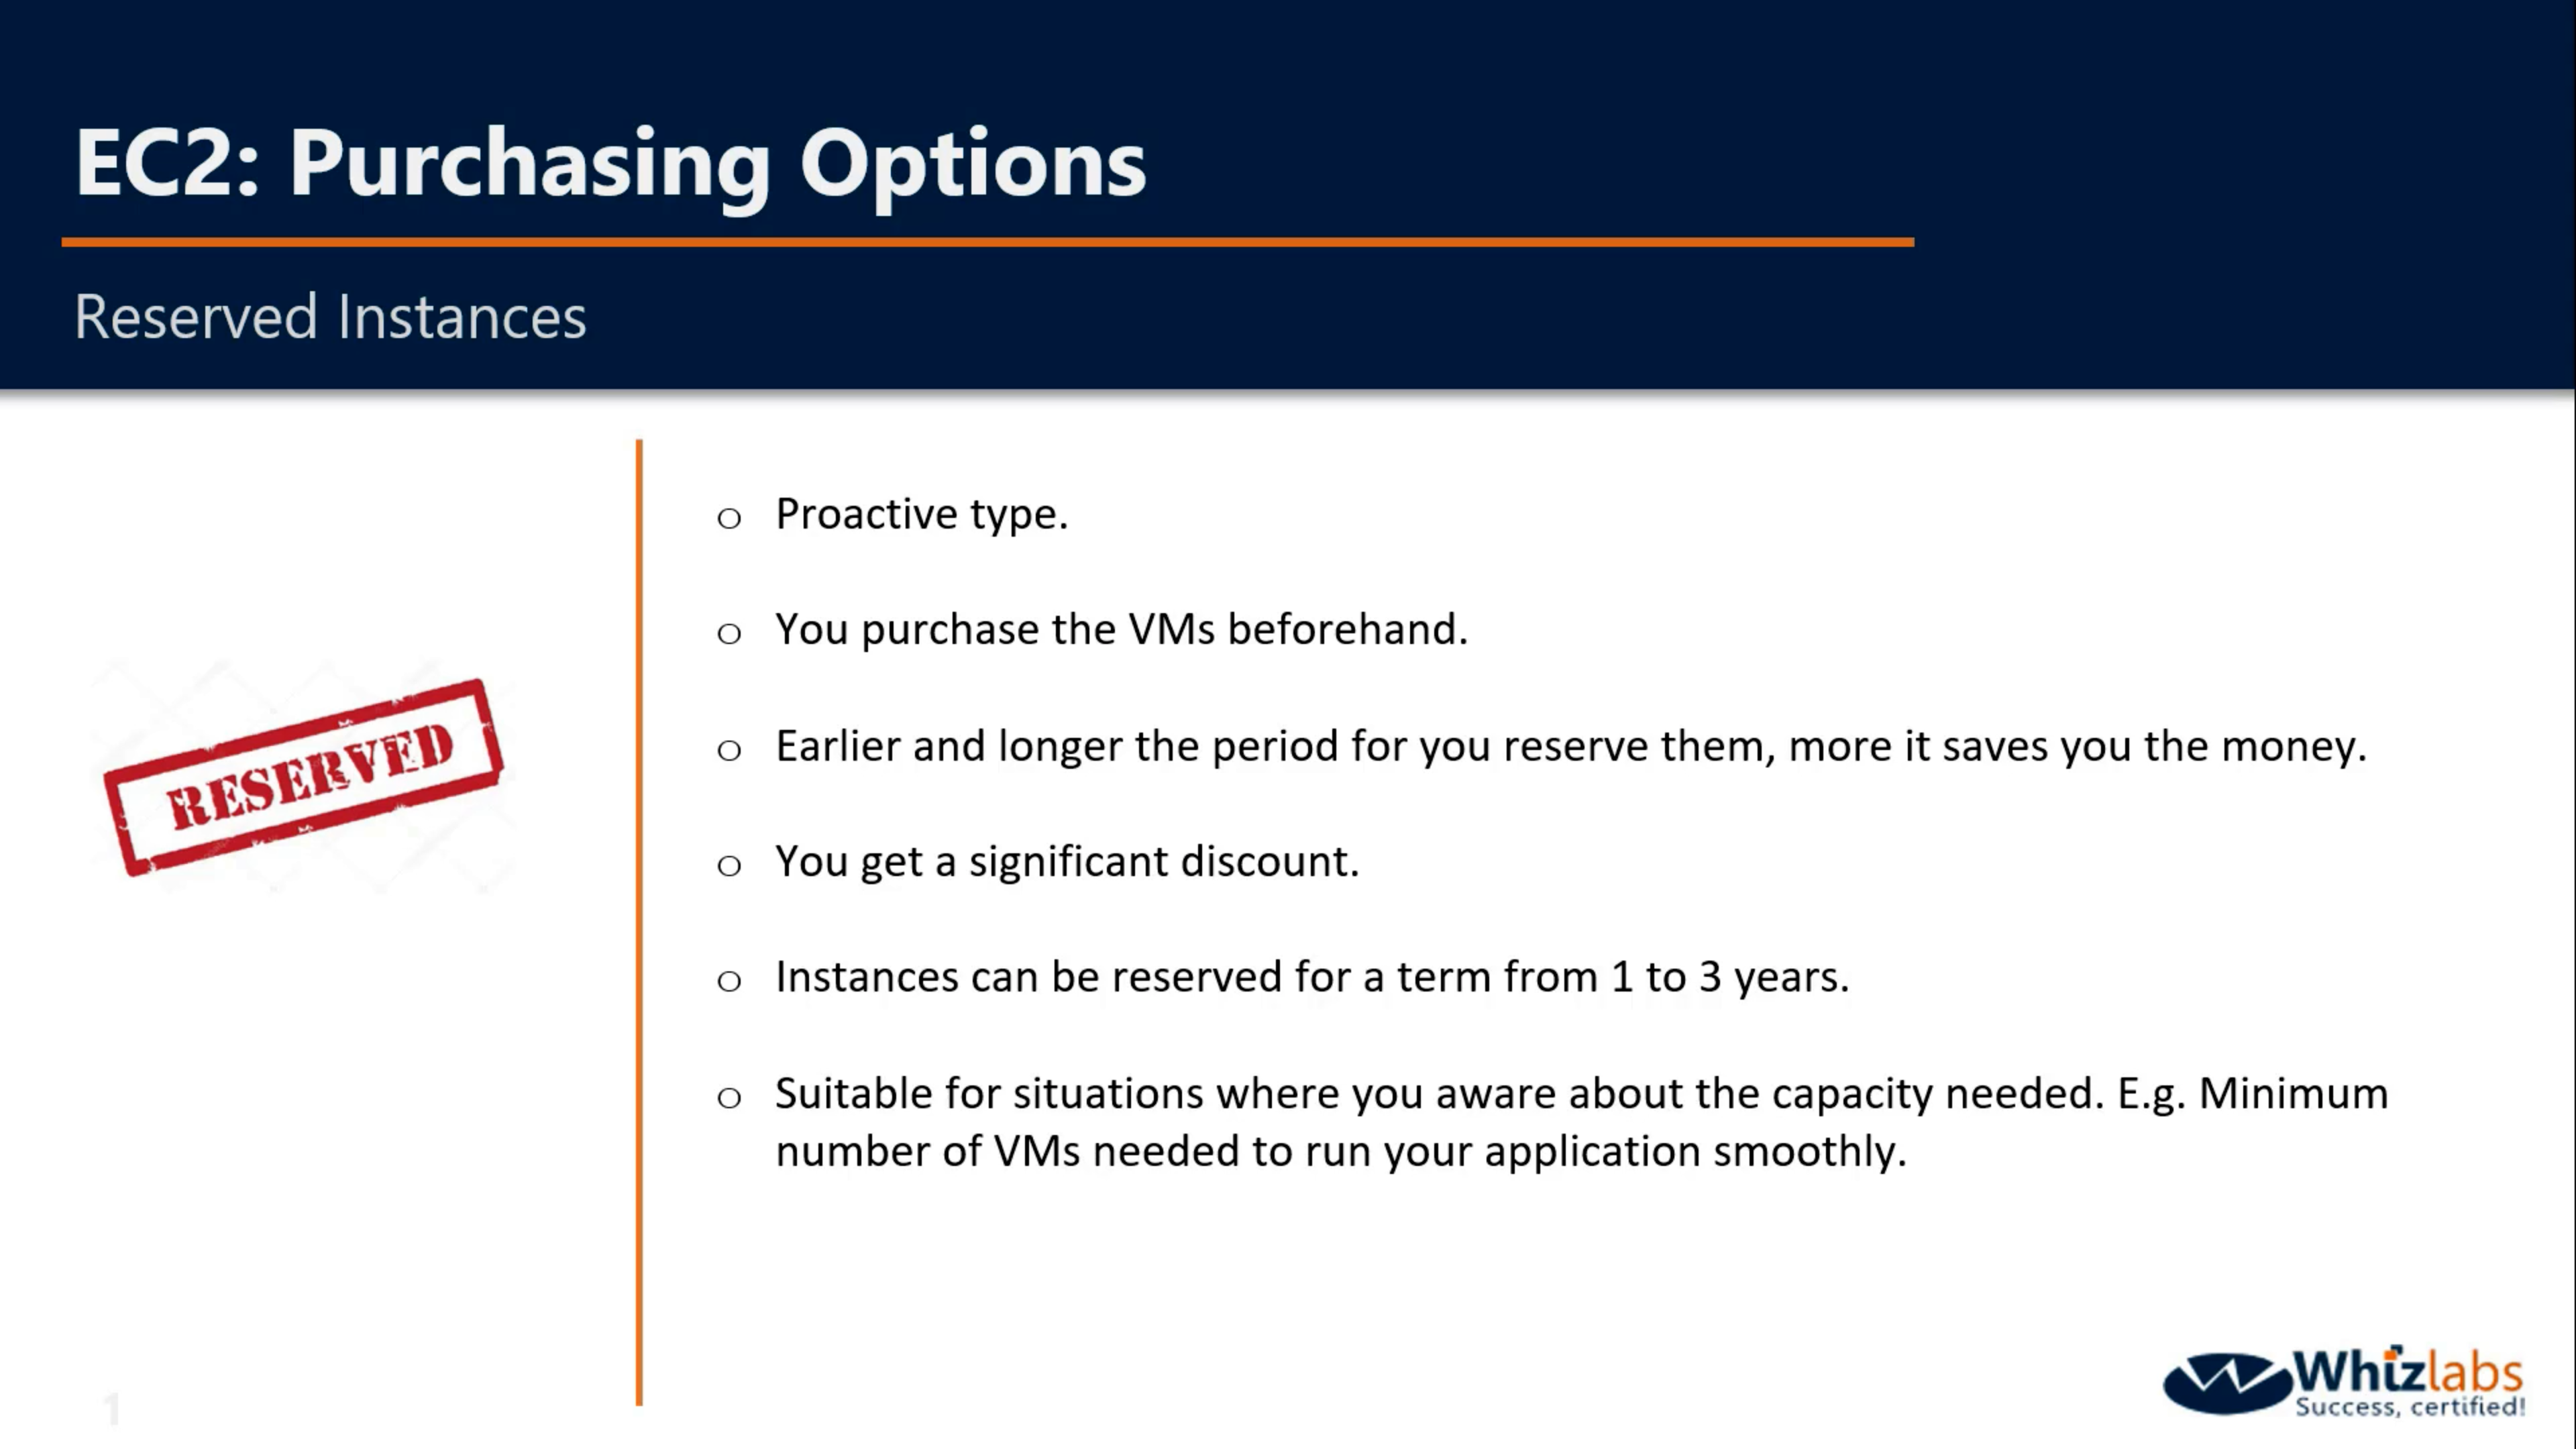 EC2: Purchasing Options
Reserved Instances
RESERVED
o Proactive type.
o You purchase the VMs beforehand.
o Earlier and longer the period for you reserve them, more it saves you the money.
o You get a significant discount.
o Instances can be reserved for a term from 1 to 3 years.
o Suitable for situations where you aware about the capacity needed. E.g. Minimum
number of VMs needed to run your application smoothly.
1
Whizlabs
Success, certified!